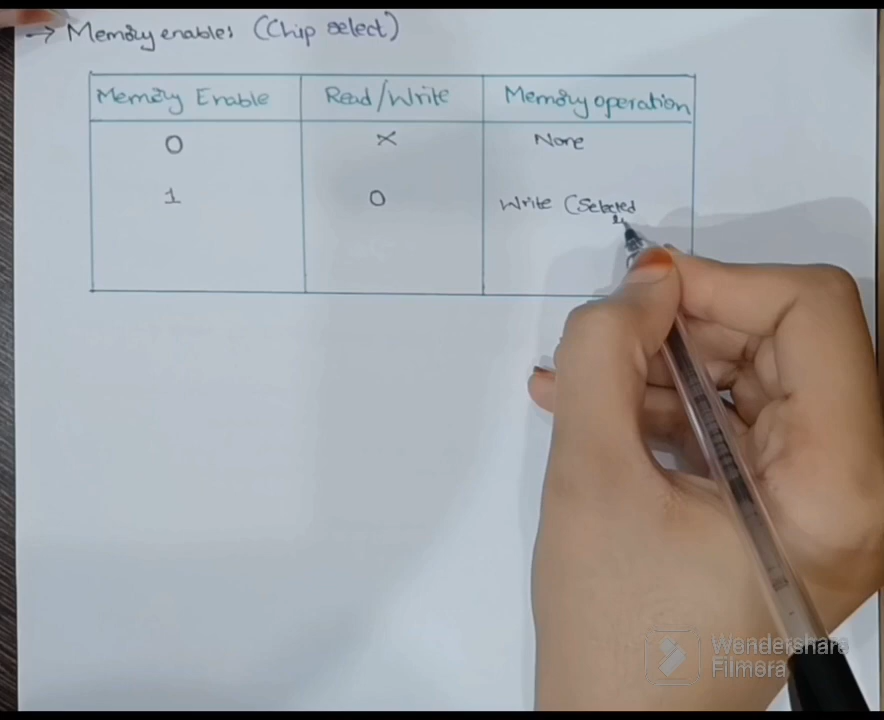 → Memory enables (Chip select)
Memory Enable Read/Write Memory operation
0 × None
1 0 Write (Selected
Wondershare
Filmora